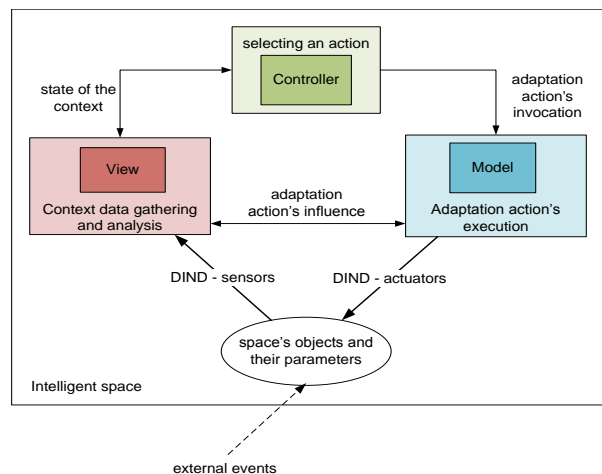 selecting an action
Controller
state of the
context
adaptation
action's
invocation
View
Context data gathering
and analysis
adaptation
action's influence
Model
Adaptation action's
execution
DIND - sensors
DIND - actuators
space's objects and
their parameters
Intelligent space
external events